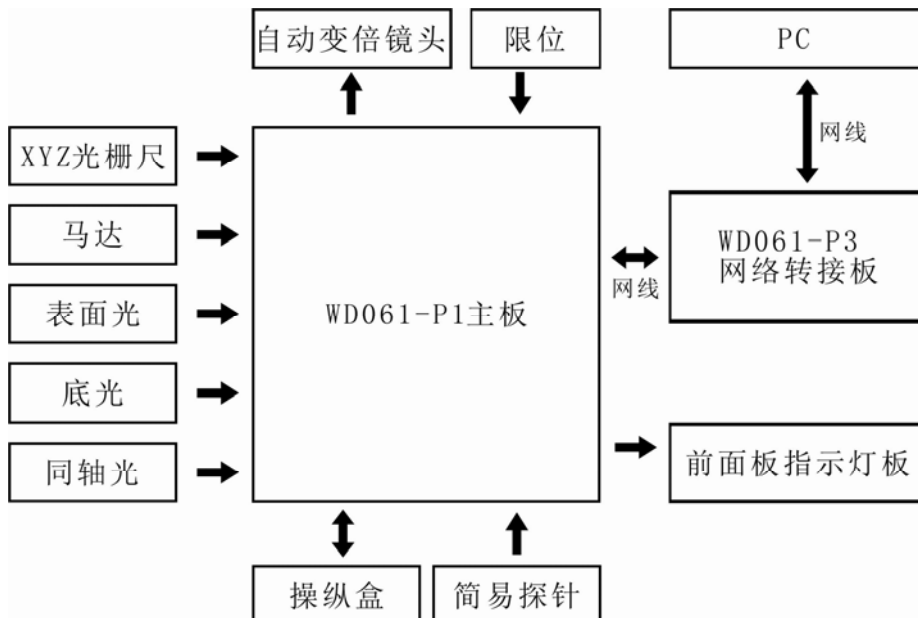 自动变倍镜头
限位
PC
网线
XYZ光栅尺
马达
表面光
底光
同轴光
WD061-P1主板
网线
WD061-P3
网络转接板
前面板指示灯板
操纵盒
简易探针